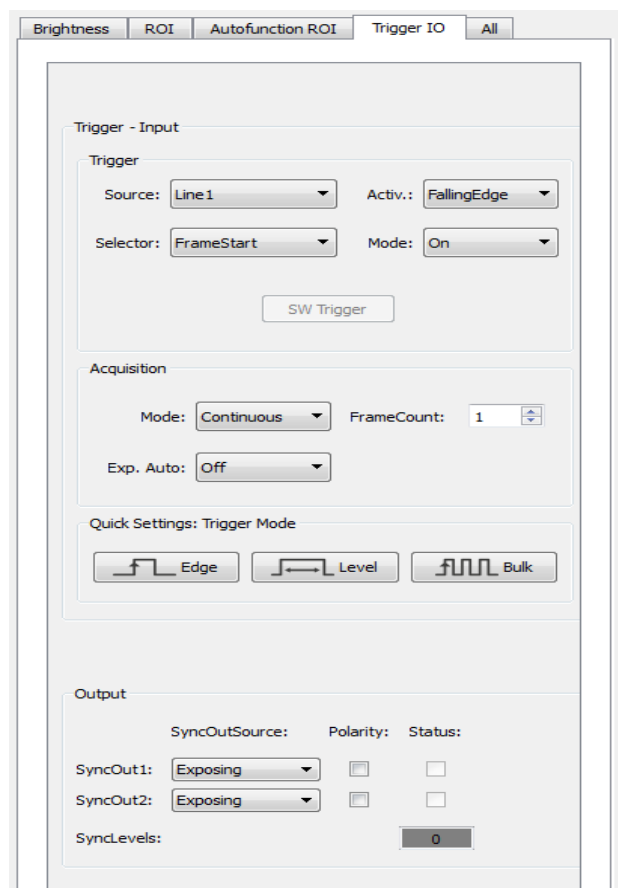 Brightness ROI Autofunction ROI Trigger IO All
Trigger - Input
Trigger
Source: Line1 Activ.: FallingEdge
Selector: FrameStart Mode: On
SW Trigger
Acquisition
Mode: Continuous FrameCount: 1
Exp. Auto: Off
Quick Settings: Trigger Mode
Edge Level Bulk
Output
SyncOutSource: Polarity: Status:
SyncOut1: Exposing
SyncOut2: Exposing
SyncLevels: 0